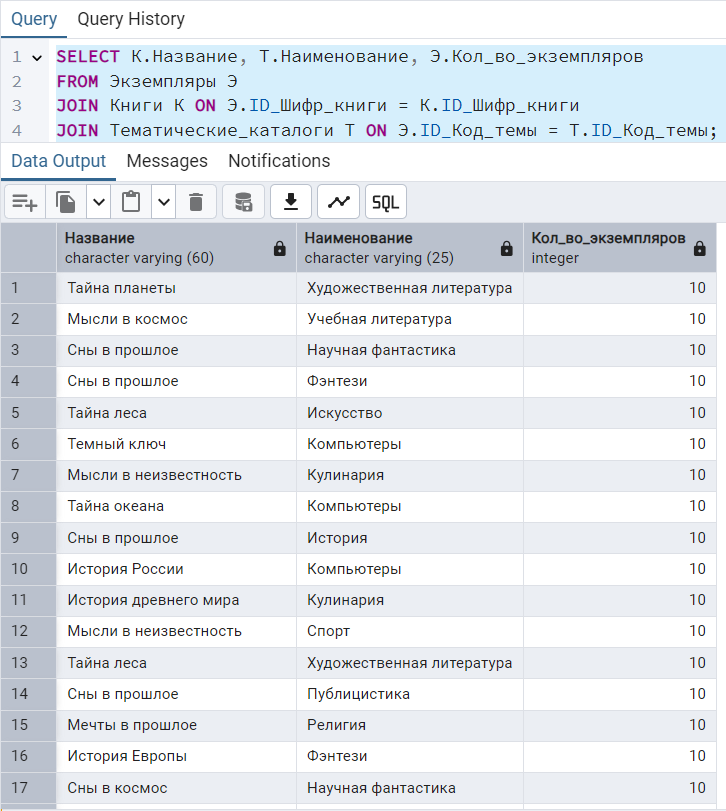 Query Query History
1 SELECT К.Название, Т.Наименование, Э.Кол_во_экземпляров
2 FROM Экземпляры Э
3 JOIN Книги К ON Э.ID_Шифр_книги = К.ID_Шифр_книги
4 JOIN Тематические_каталоги Т ON Э.ID_Код_темы = Т.ID_Код_темы;
Data Output Messages Notifications
SQL
Название Наименование Кол_во_экземпляров
character varying (60) character varying (25) integer
1 Тайна планеты Художественная литература 10
2 Мысли в космос Учебная литература 10
3 Сны в прошлое Научная фантастика 10
4 Сны в прошлое Фэнтези 10
5 Тайна леса Искусство 10
6 Темный ключ Компьютеры 10
7 Мысли в неизвестность Кулинария 10
8 Тайна океана Компьютеры 10
9 Сны в прошлое История 10
10 История России Компьютеры 10
11 История древнего мира Кулинария 10
12 Мысли в неизвестность Спорт 10
13 Тайна леса Художественная литература 10
14 Сны в прошлое Публицистика 10
15 Мечты в прошлое Религия 10
16 История Европы Фэнтези 10
17 Сны в космос Научная фантастика 10